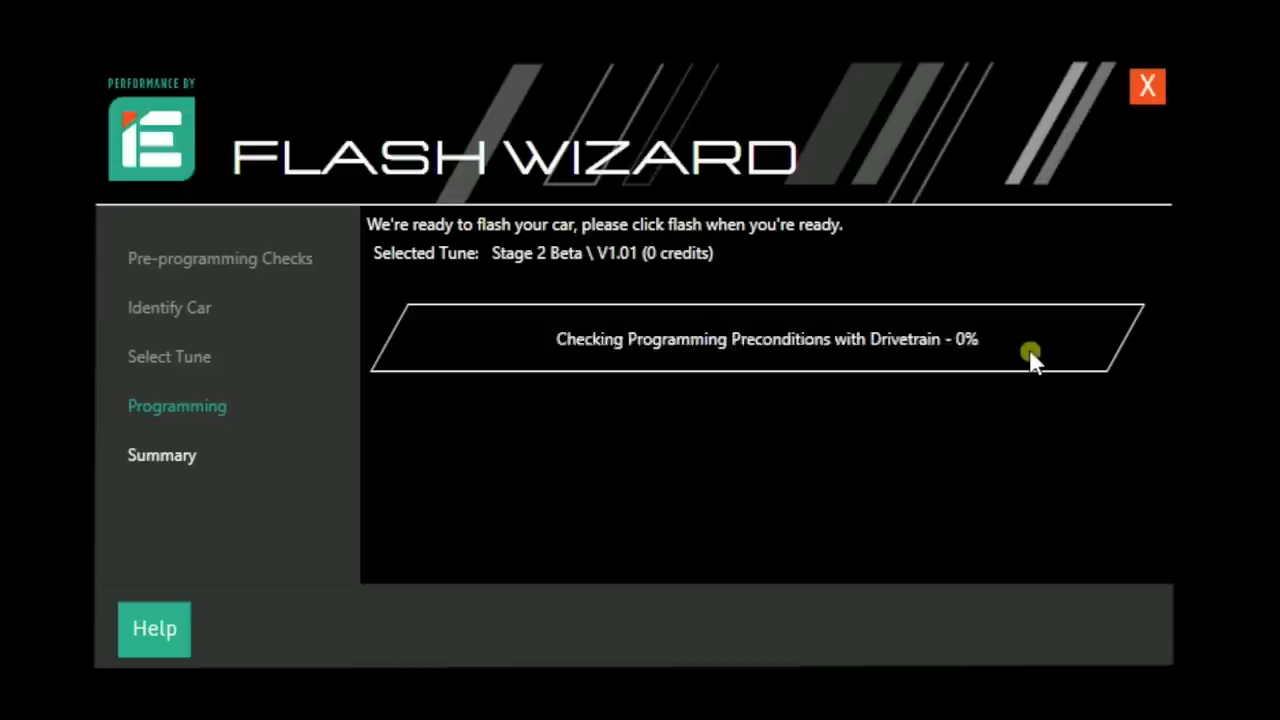 PERFORMANCE BY
iE
FLASH WIZARD
X
We're ready to flash your car, please click flash when you're ready.
Selected Tune: Stage 2 Beta \ V1.01 (0 credits)
Pre-programming Checks
Identify Car
Select Tune
Programming
Summary
Checking Programming Preconditions with Drivetrain - 0%
Help